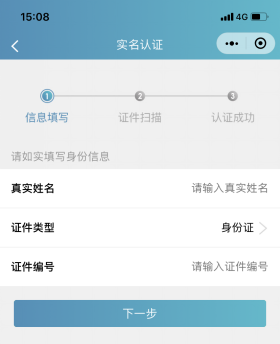 15:08
4G
实名认证
1
2
3
信息填写
证件扫描
认证成功
请如实填写身份信息
真实姓名
请输入真实姓名
证件类型
身份证
证件编号
请输入证件编号
下一步